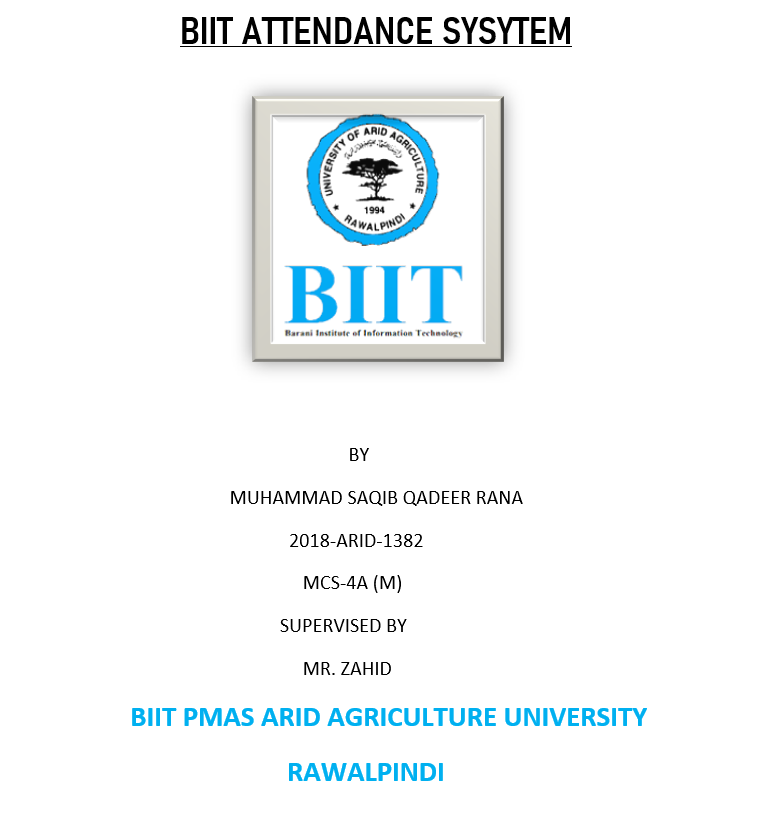 BIIT ATTENDANCE SYSYTEM
UNIVERSITY OF ARID AGRICULTURE
1994
RAWALPINDI
BIIT
Barani Institute of Information Technology
BY
MUHAMMAD SAQIB QADEER RANA
2018-ARID-1382
MCS-4A (M)
SUPERVISED BY
MR. ZAHID
BIIT PMAS ARID AGRICULTURE UNIVERSITY
RAWALPINDI